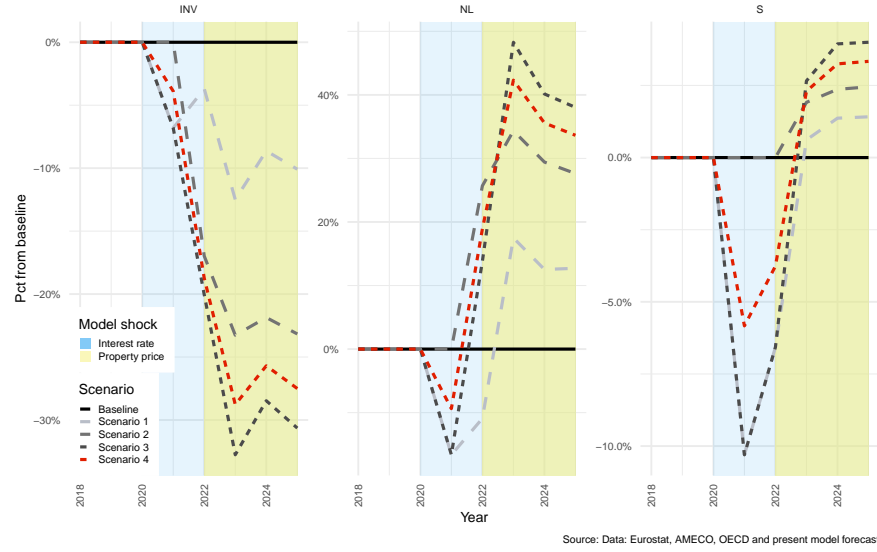 INV
NL
S
Pct from baseline
0%
−10%
−20%
−30%
40%
20%
0%
0.0%
−5.0%
−10.0%
Model shock
Interest rate
Property price
Scenario
Baseline
Scenario 1
Scenario 2
Scenario 3
Scenario 4
2018
2020
2022
2024
2018
2020
2022
2024
2018
2020
2022
2024
Year
Source: Data: Eurostat, AMECO, OECD and present model forecas